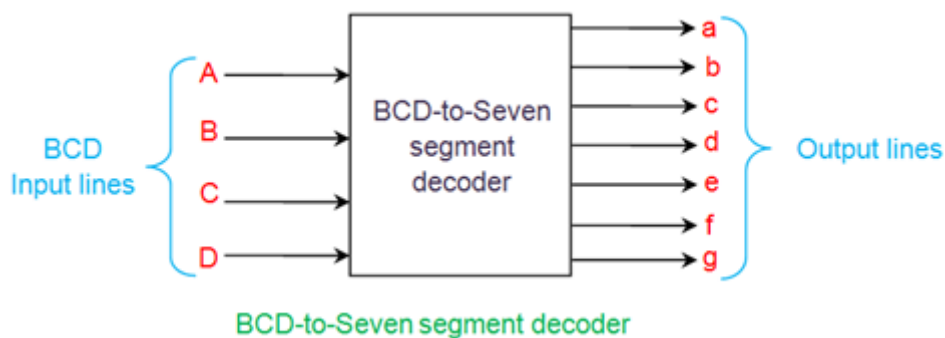 A
B
C
D
BCD
Input lines
BCD-to-Seven
segment
decoder
a
b
c
d
e
f
g
Output lines
BCD-to-Seven segment decoder